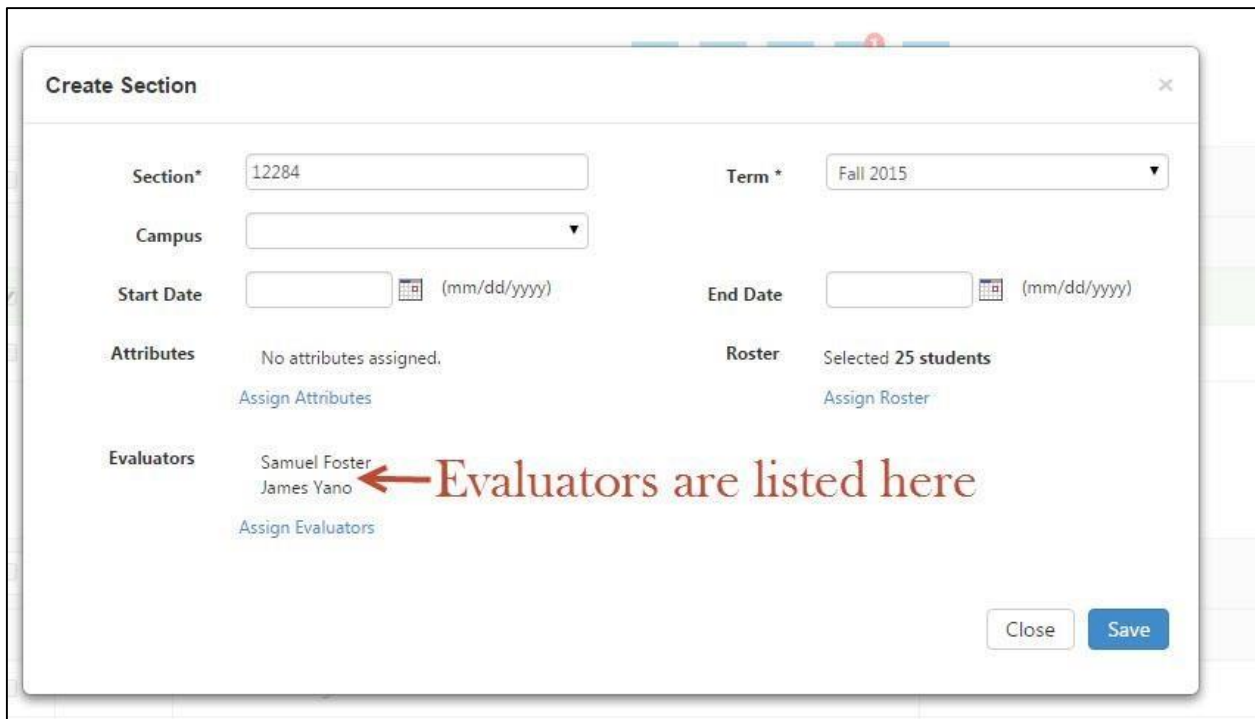 Create Section
×
Section* 12284 Term * Fall 2015
Campus
Start Date (mm/dd/yyyy) End Date (mm/dd/yyyy)
Attributes No attributes assigned. Roster Selected 25 students
Assign Attributes Assign Roster
Evaluators Samuel Foster
James Yano
Evaluators are listed here
Assign Evaluators
Close Save